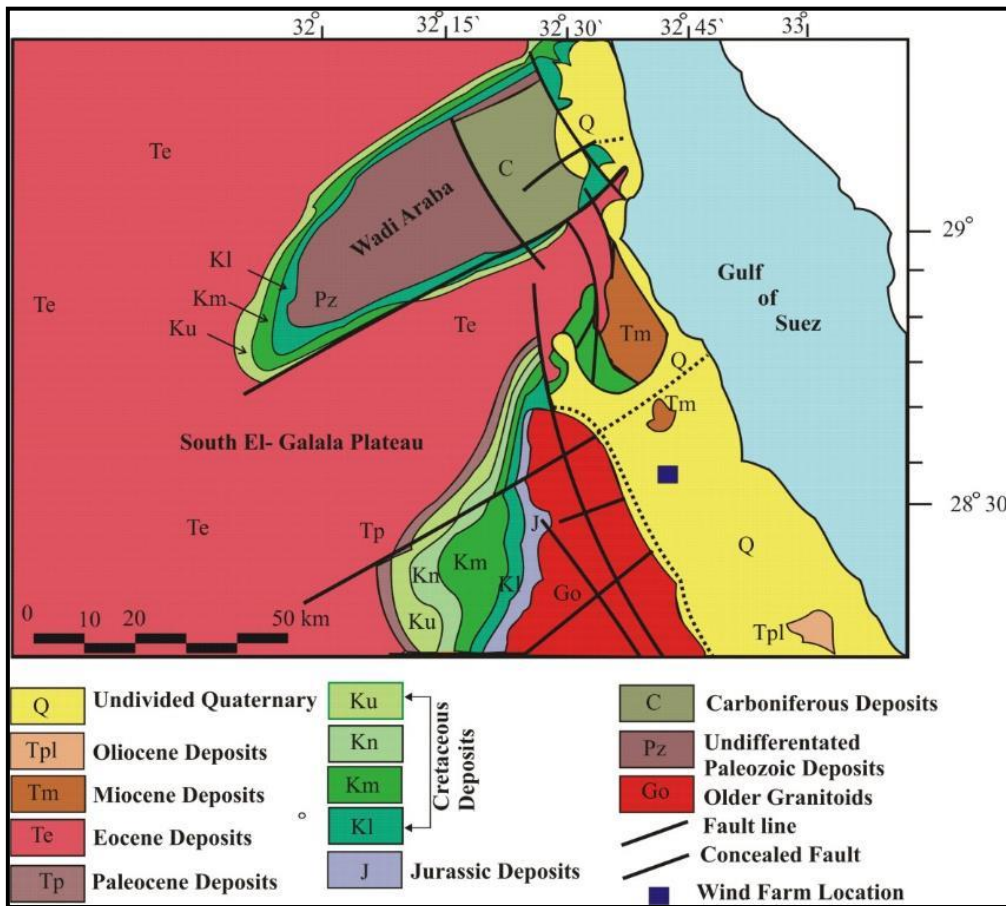 32° 32°15` 32°30` 32°45` 33°
Te
Q
C
Wadi Araba
29°
Kl
Gulf
of
Suez
Km
Pz
Te
Ku
Te
Tm
Q
Tm
South El- Galala Plateau
28°30
Te
Tp
J
Q
Kn
Km
Kl
Go
Ku
0 10 20 50 km
Tpl
Q Undivided Quaternary
Tpl Oliocene Deposits
Tm Miocene Deposits
Te Eocene Deposits
Tp Paleocene Deposits
Ku
Kn
Km
Kl
Cretaceous
Deposits
J Jurassic Deposits
C Carboniferous Deposits
Pz Undifferentated
Paleozoic Deposits
Go Older Granitoids
Fault line
Concealed Fault
Wind Farm Location